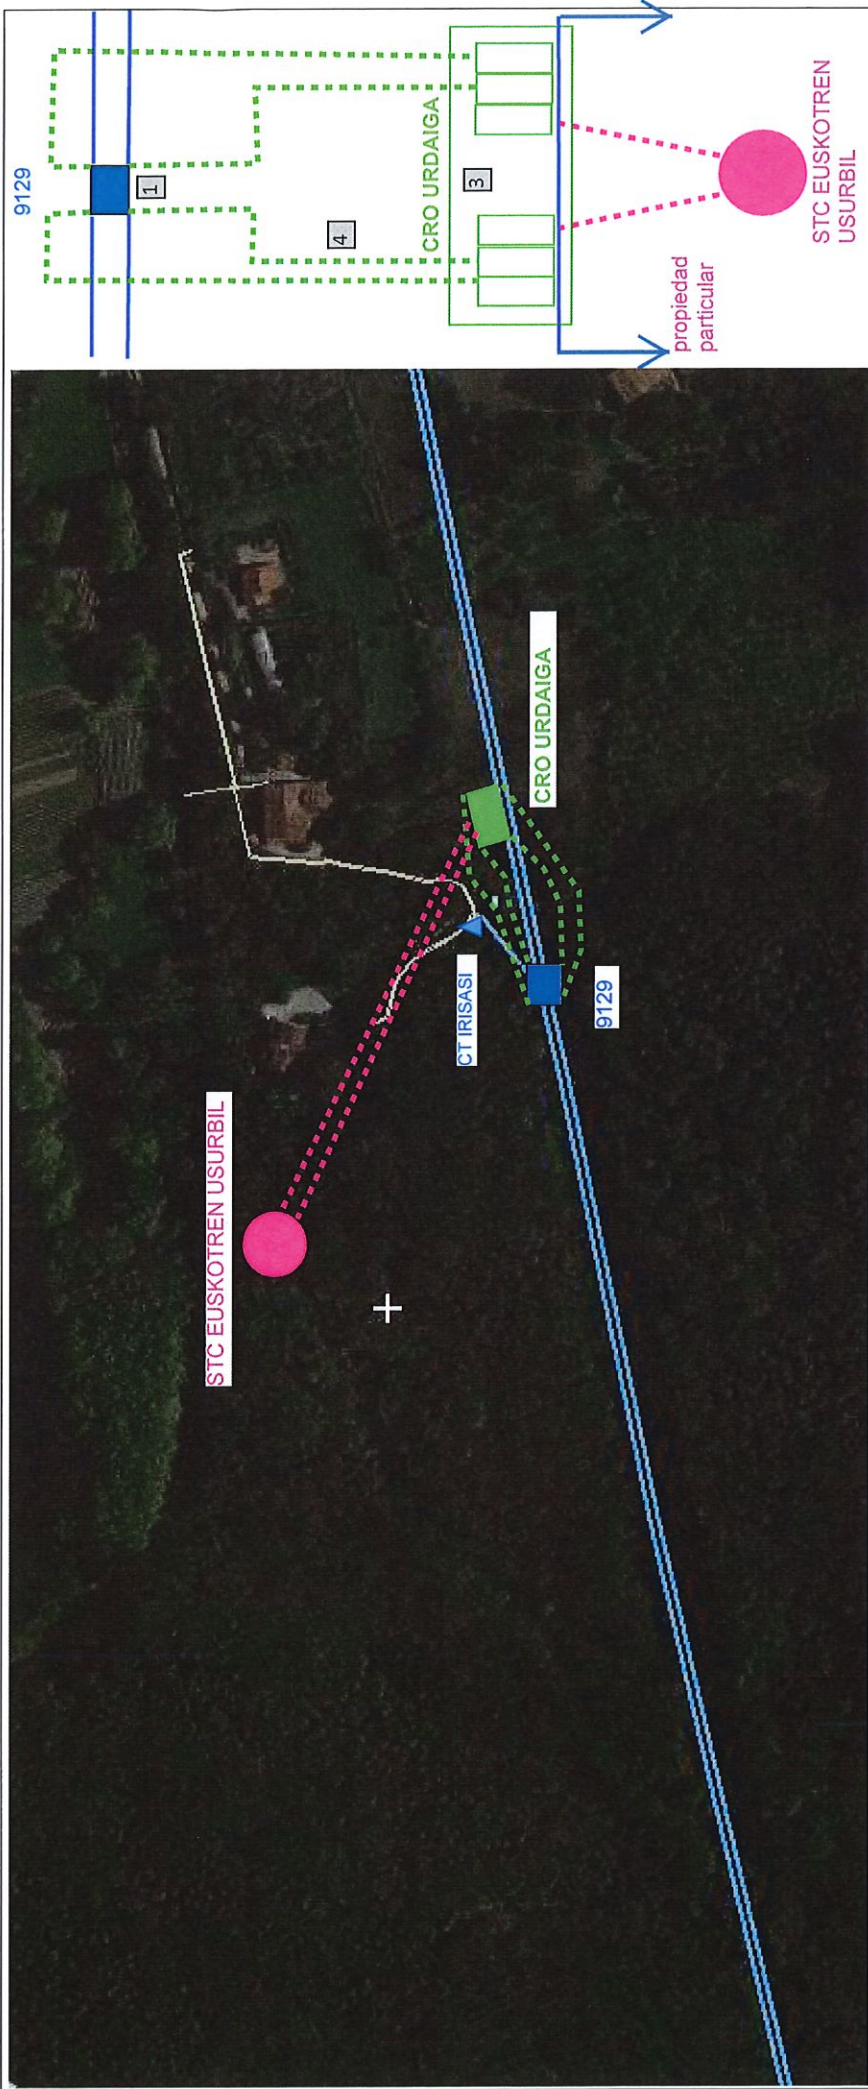 9129
1
4
CRO URDAIGA
3
propiedad
particular
STC EUSKOTREN
USURBIL
STC EUSKOTREN USURBIL
CT IRISASI
CRO URDAIGA
9129